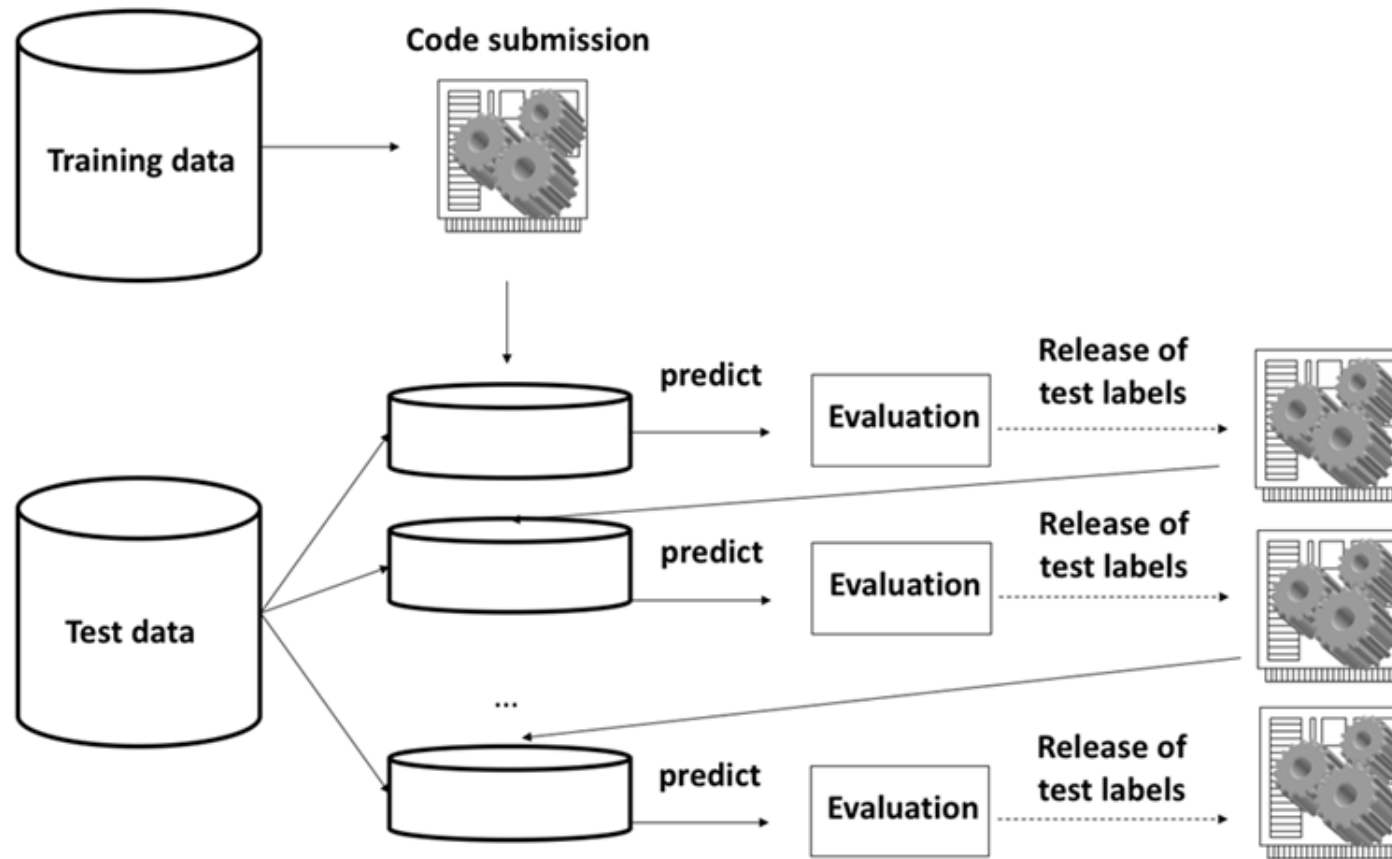 Code submission
Training data
predict
Evaluation
Release of
test labels
predict
Evaluation
Release of
test labels
Test data
...
predict
Evaluation
Release of
test labels